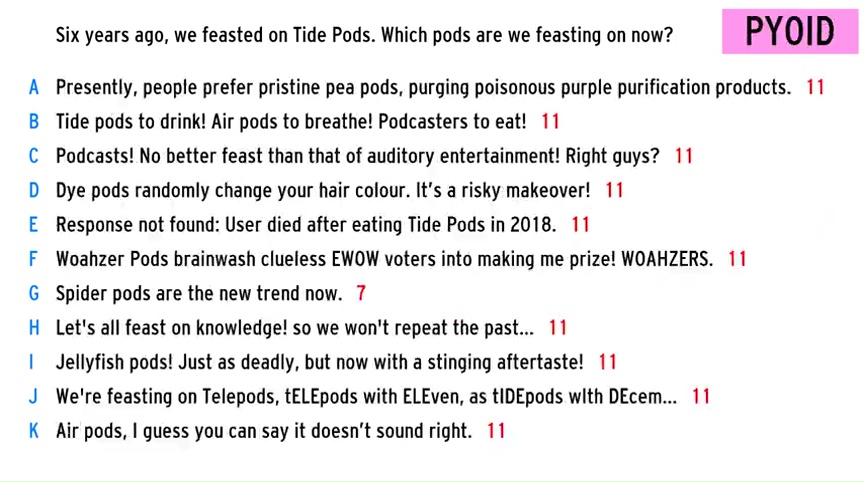 Six years ago, we feasted on Tide Pods. Which pods are we feasting on now?
PYOID
A Presently, people prefer pristine pea pods, purging poisonous purple purification products. 11
B Tide pods to drink! Air pods to breathe! Podcasters to eat! 11
C Podcasts! No better feast than that of auditory entertainment! Right guys? 11
D Dye pods randomly change your hair colour. It's a risky makeover! 11
E Response not found: User died after eating Tide Pods in 2018. 11
F Woahzer Pods brainwash clueless EWOW voters into making me prize! WOAHZERS. 11
G Spider pods are the new trend now. 7
H Let's all feast on knowledge! so we won't repeat the past... 11
I Jellyfish pods! Just as deadly, but now with a stinging aftertaste! 11
J We're feasting on Telepods, tELEpods with ELEven, as tIDEpods wIth DEcem... 11
K Air pods, I guess you can say it doesn't sound right. 11